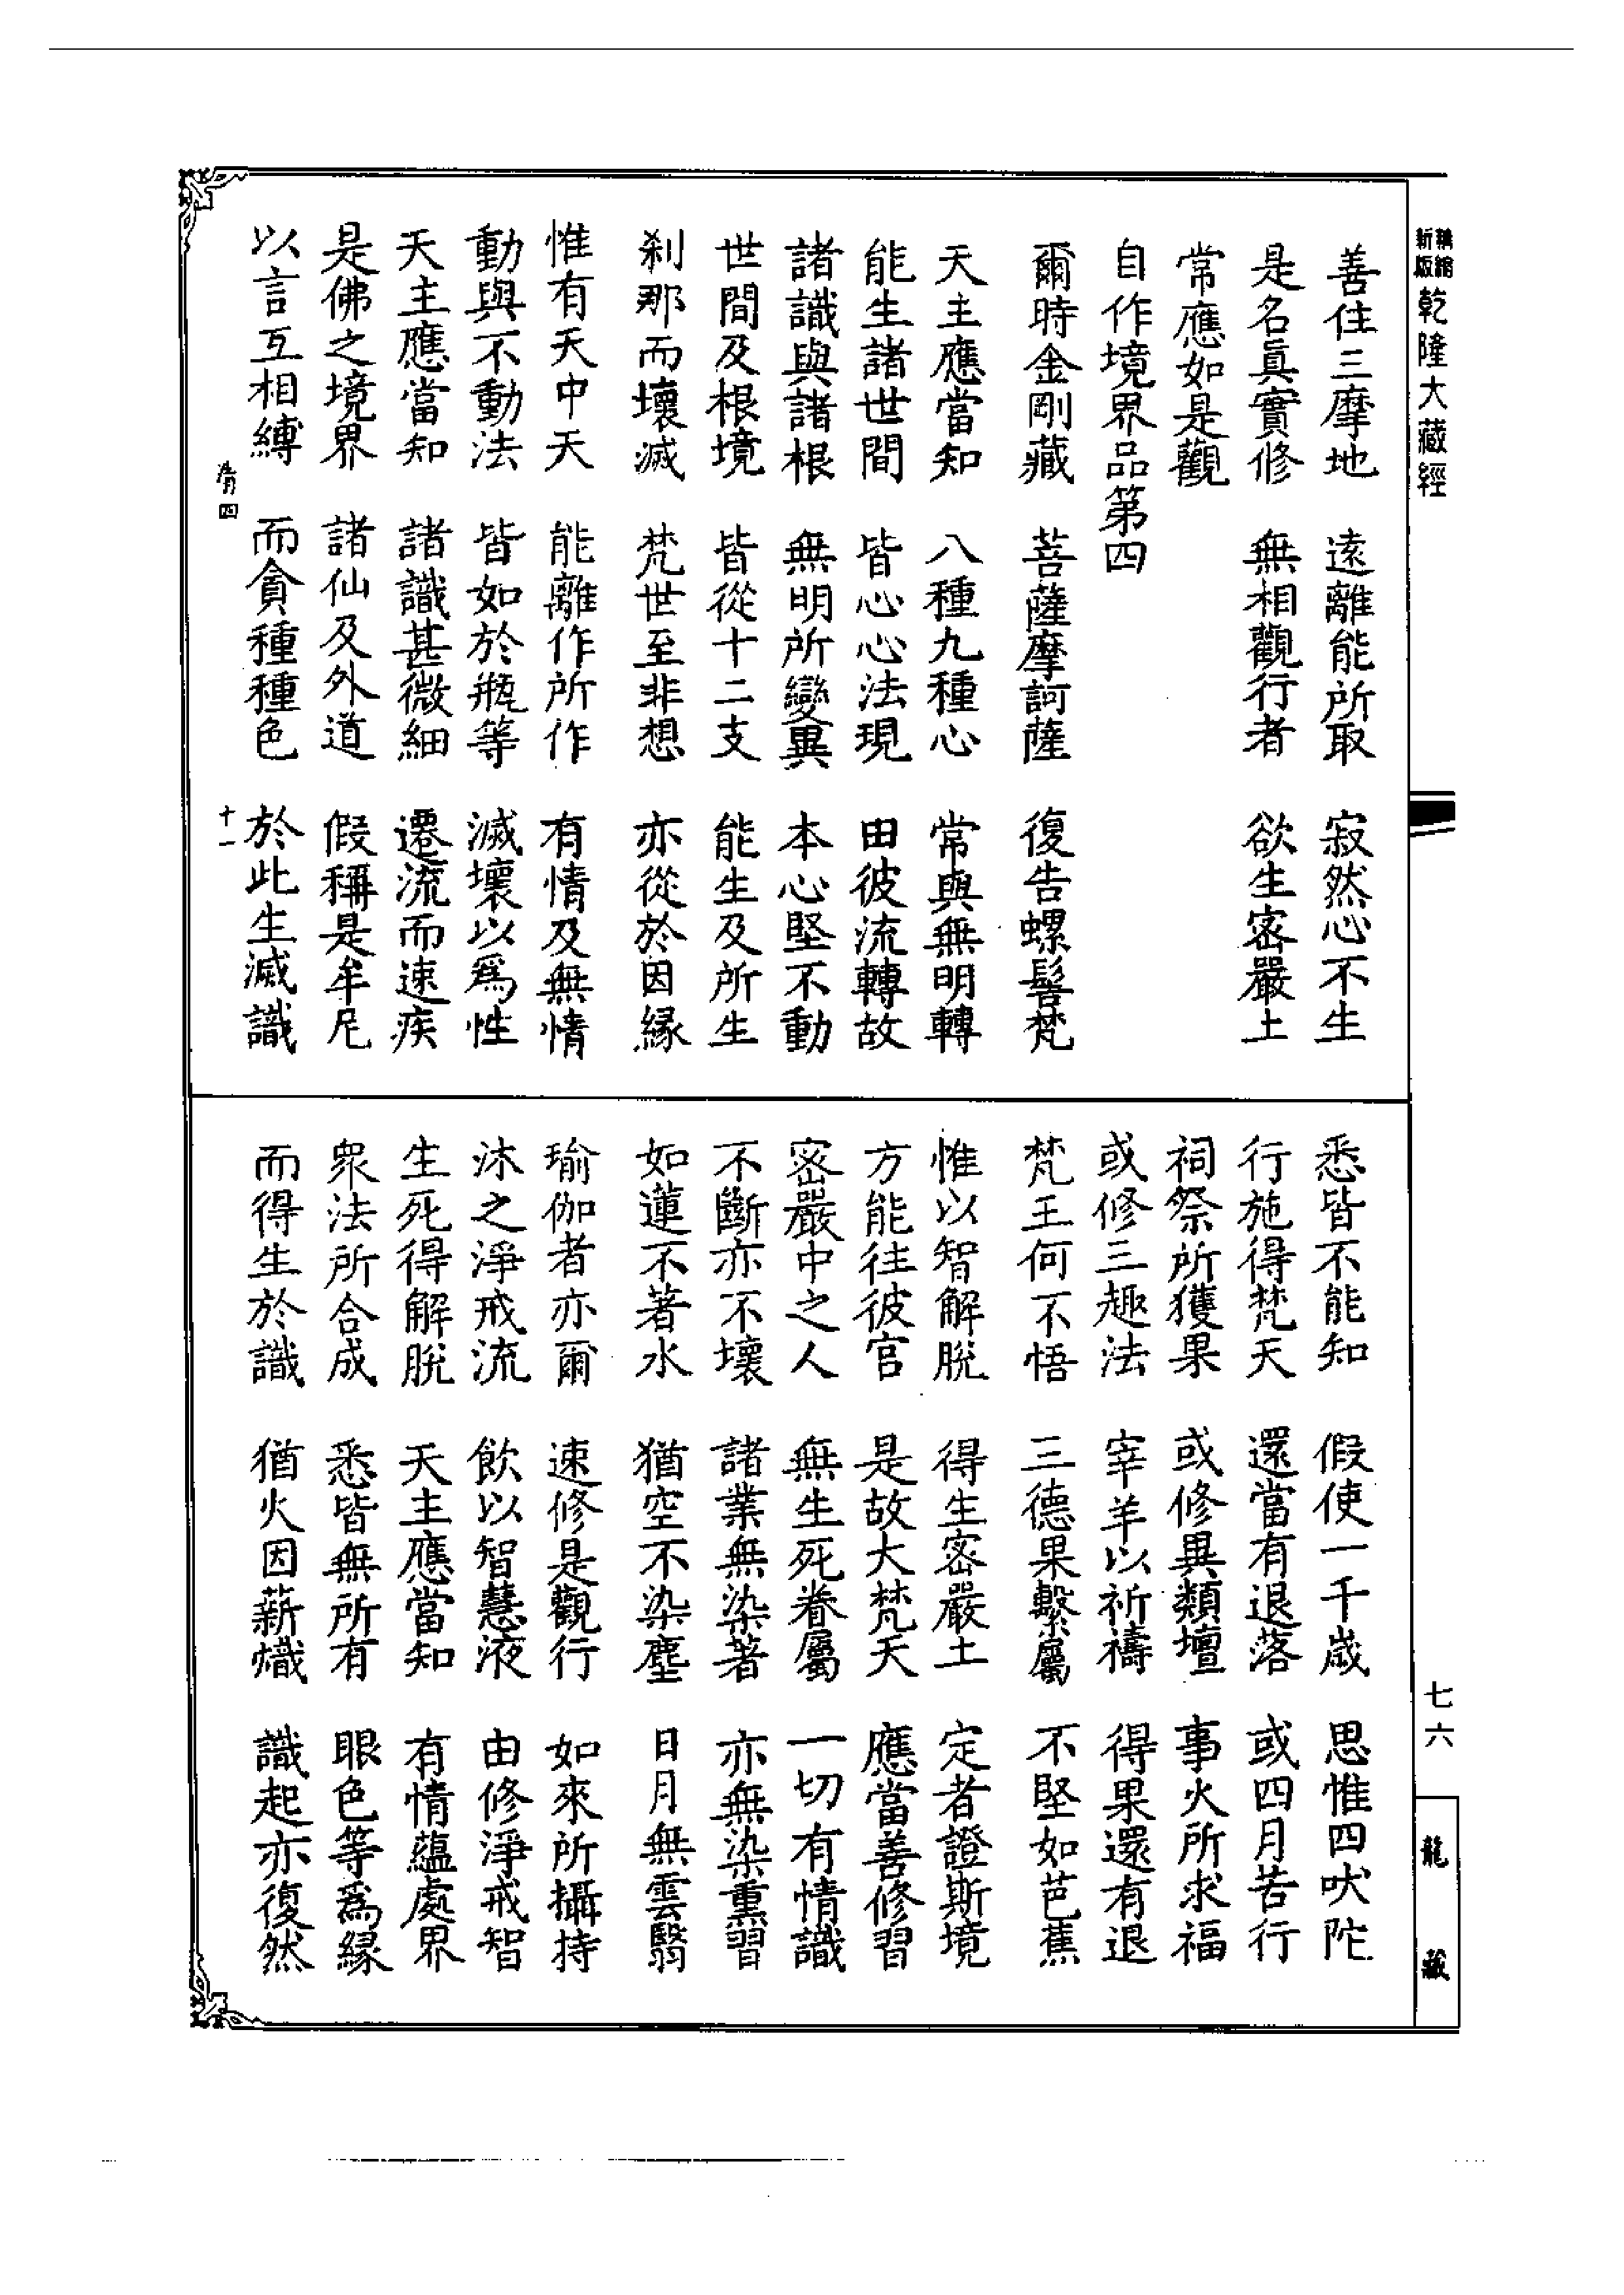 新版精縮乾隆大藏經
善住三摩地　遠離能所取　寂然心不生
是名眞實修　無相觀行者　欲生密嚴土
常應如是觀
自作境界品第四
爾時金剛藏　菩薩摩訶薩　復告螺髻梵
天主應當知　八種九種心　常與無明轉
能生諸世間　皆心心法現　由彼流轉故
諸識與諸根　無明所變異　本心堅不動
世間及根境　皆從十二支　能生及所生
刹那而壞滅　梵世至非想　亦從於因緣
惟有天中天　能離作所作　有情及無情
動與不動法　皆如於瓶等　滅壞以爲性
天主應當知　諸識甚微細　遷流而速疾
是佛之境界　諸仙及外道　假稱是牟尼
以言互相縛　而貪種種色　於此生滅識
四　十一
悉皆不能知　假使一千歲　思惟四吠陀
行施得梵天　還當有退落　或四月苦行
祠祭所獲果　或修異類壇　事火所求福
或修三趣法　宰羊以祈禱　得果還有退
梵王何不悟　三德果繫屬　不堅如芭蕉
惟以智解脫　得生密嚴土　定者證斯境
方能往彼宮　是故大梵天　應當善修習
密嚴中之人　無生死眷屬　一切有情識
不斷亦不壞　諸業無染著　亦無染熏習
如蓮不著水　猶空不染塵　日月無雲翳
瑜伽者亦爾　速修是觀行　如來所攝持
沐之淨戒流　飲以智慧液　由修淨戒智
生死得解脫　天主應當知　有情蘊處界
衆法所合成　悉皆無所有　眼色等爲緣
而得生於識　猶火因薪熾　識起亦復然
七六
龍藏